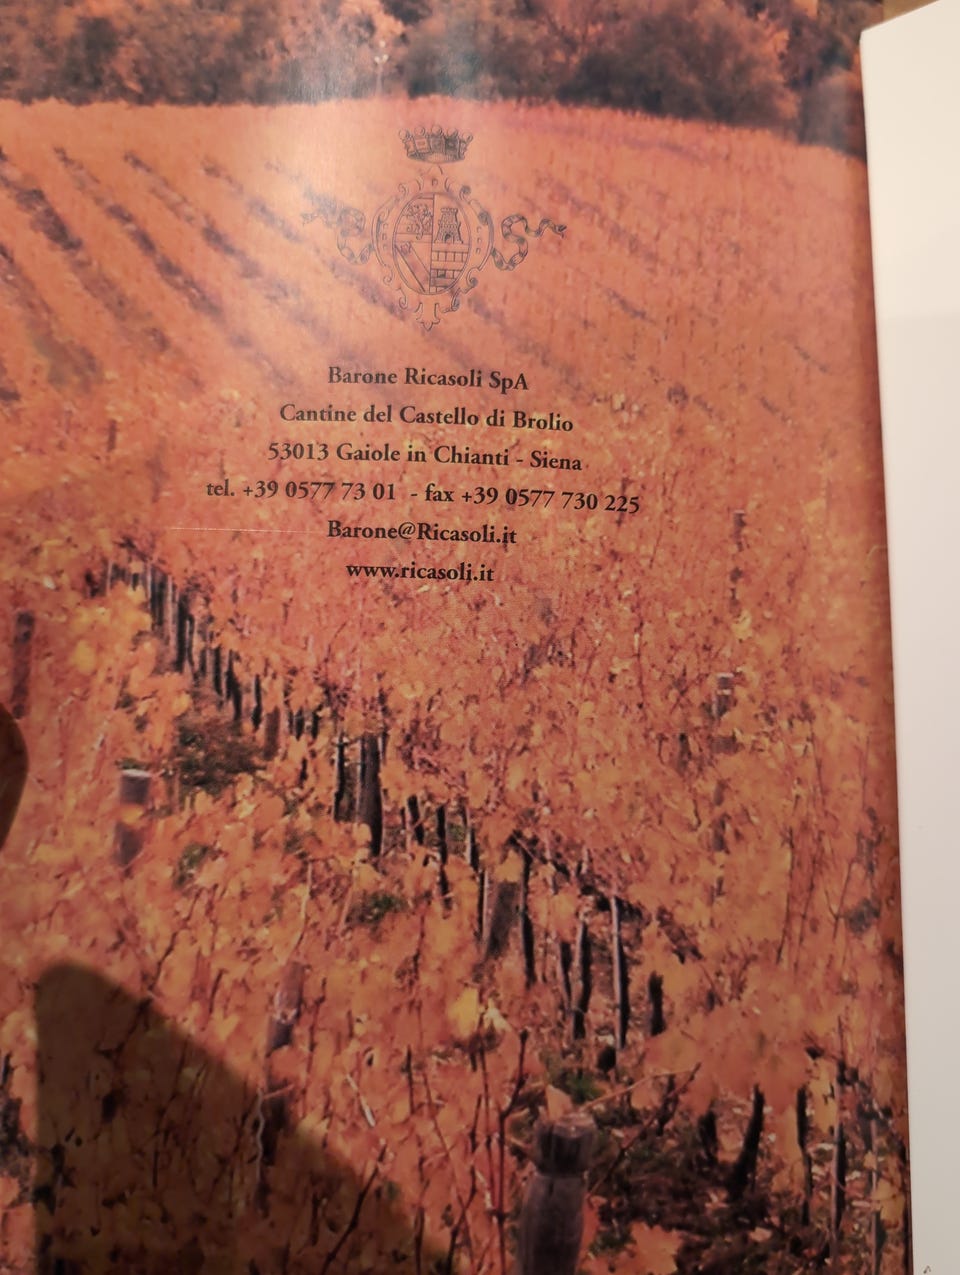 Barone Ricasoli SpA
Cantine del Castello di Brolio
53013 Gaiole in Chianti - Siena
tel. +39 0577 73 01 - fax +39 0577 730 225
Barone@Ricasoli.it
www.ricasoli.it